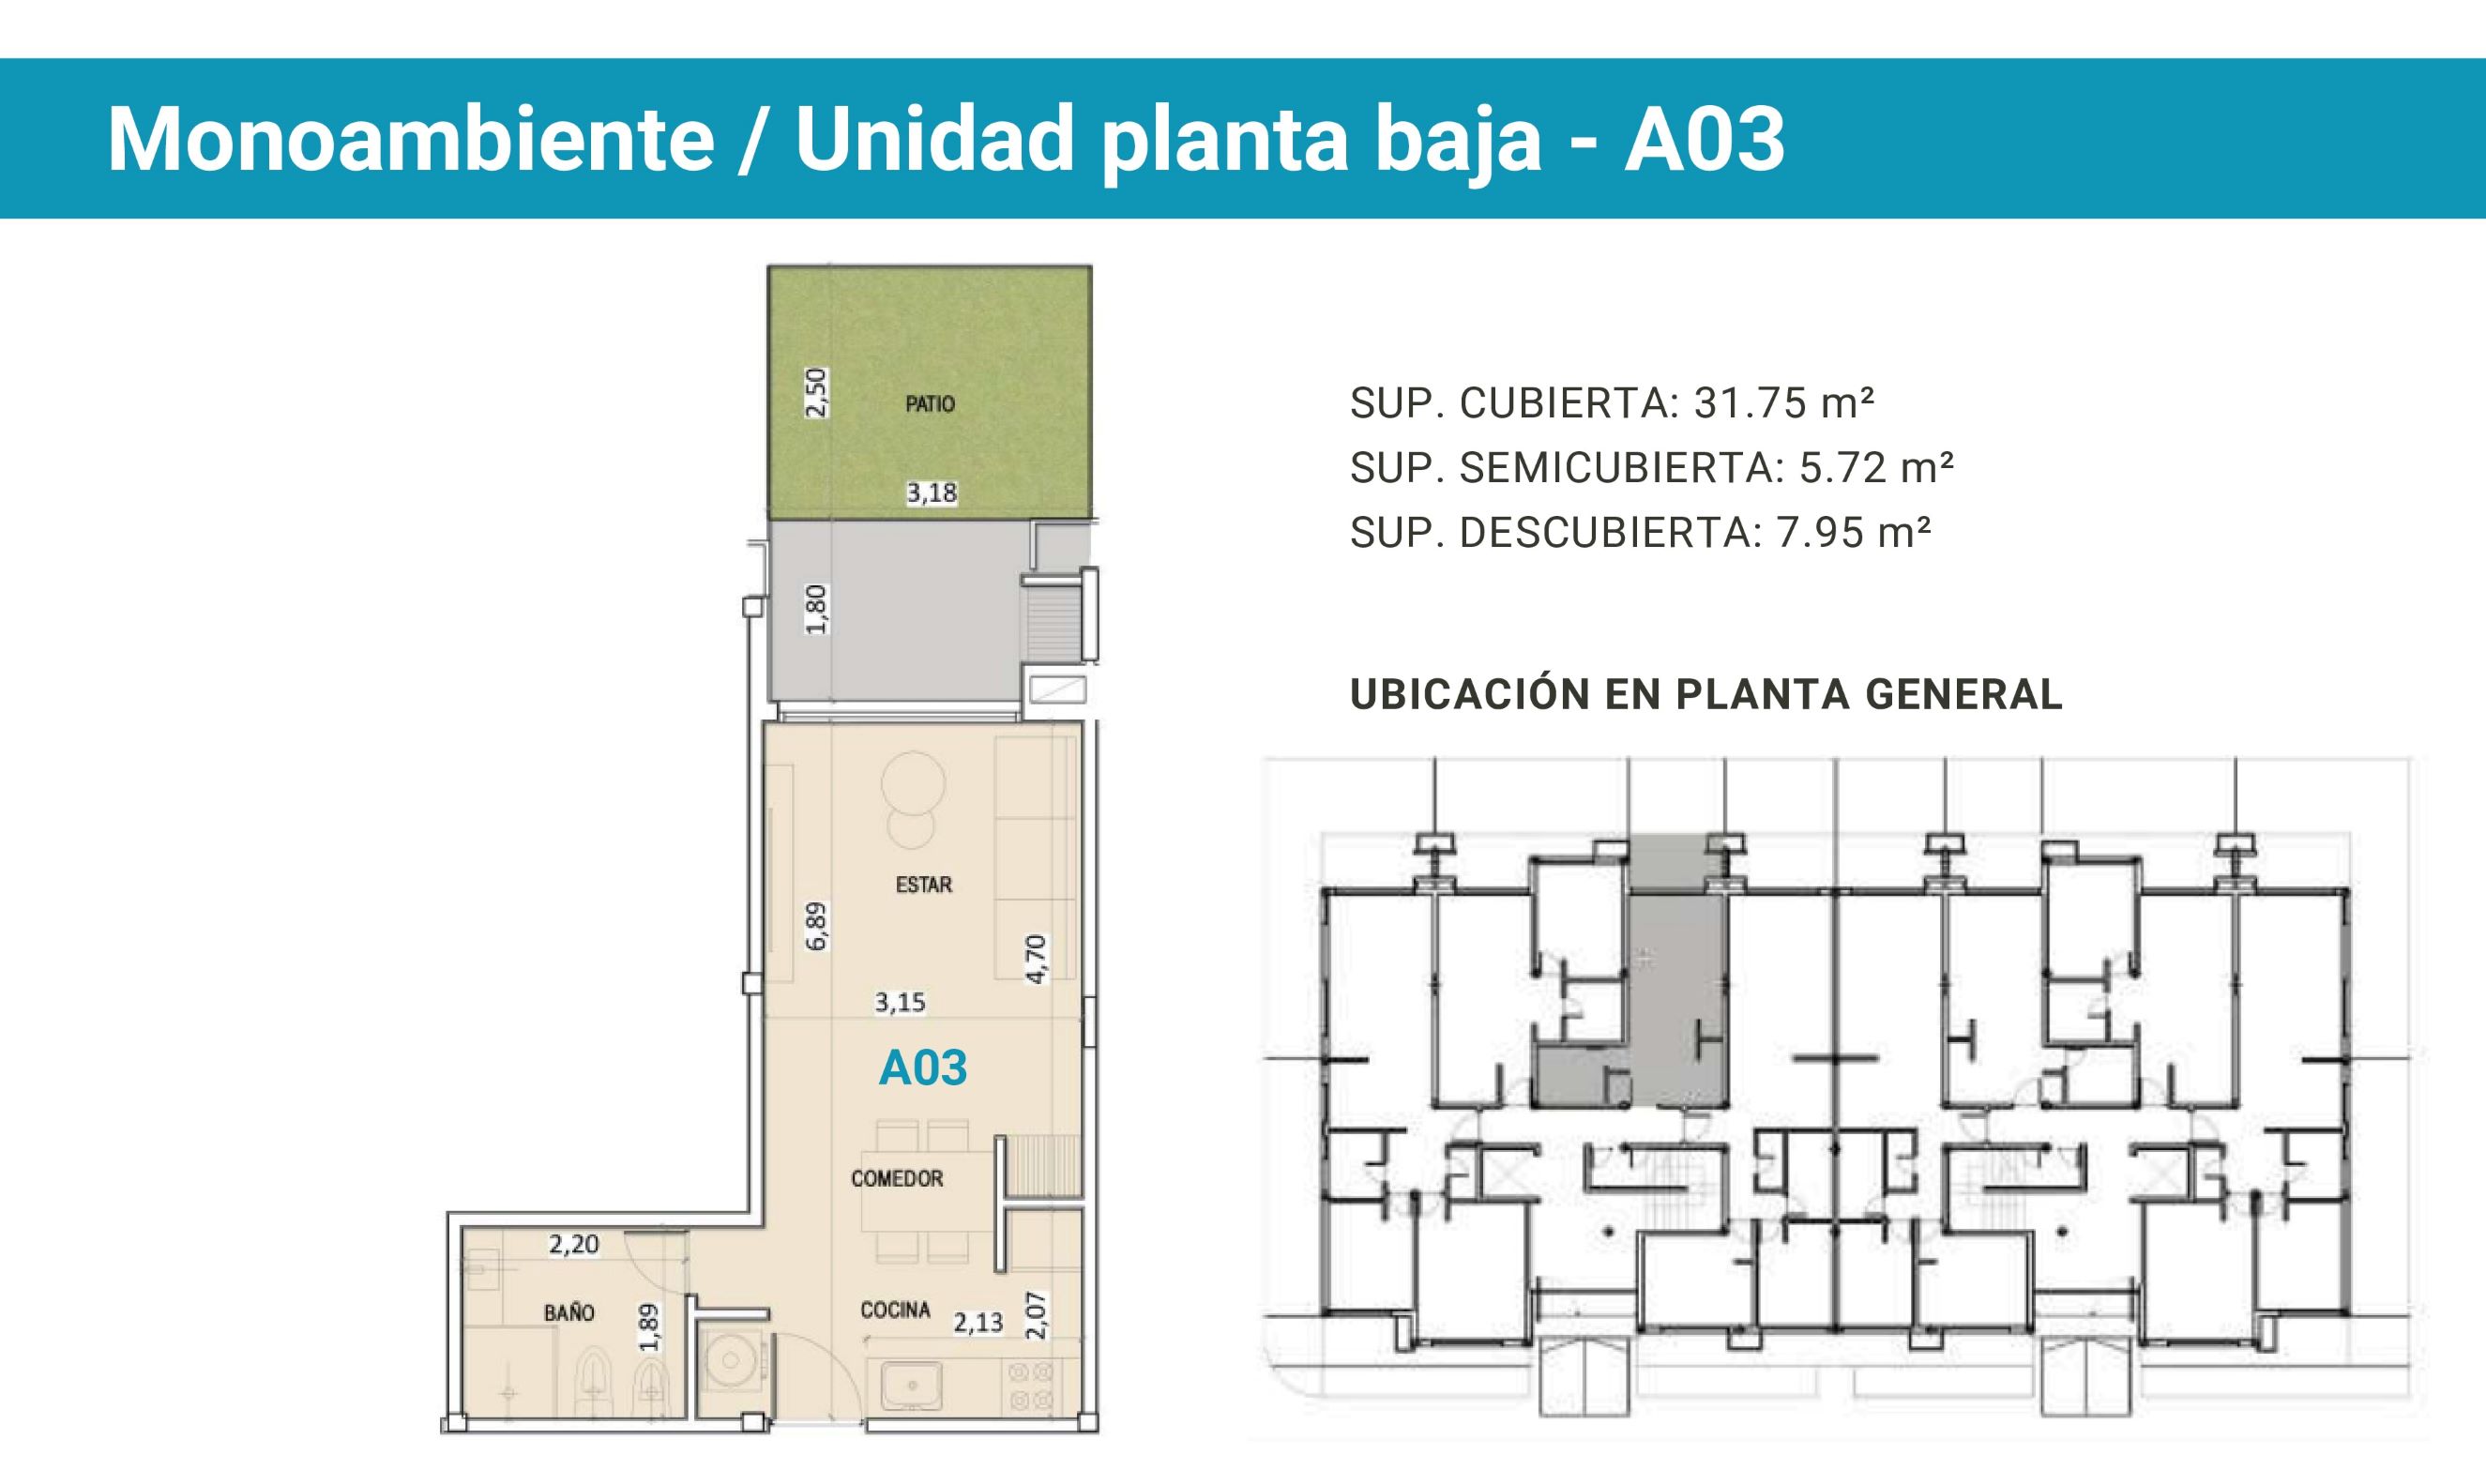 Monoambiente / Unidad planta baja - A03
2,50
PATIO
3,18
1,80
ESTAR
6,89
4,70
3,15
A03
COMEDOR
2,20
BAÑO
1,89
COCINA
2,13
2,07
SUP. CUBIERTA: 31.75 m²
SUP. SEMICUBIERTA: 5.72 m²
SUP. DESCUBIERTA: 7.95 m²
UBICACIÓN EN PLANTA GENERAL